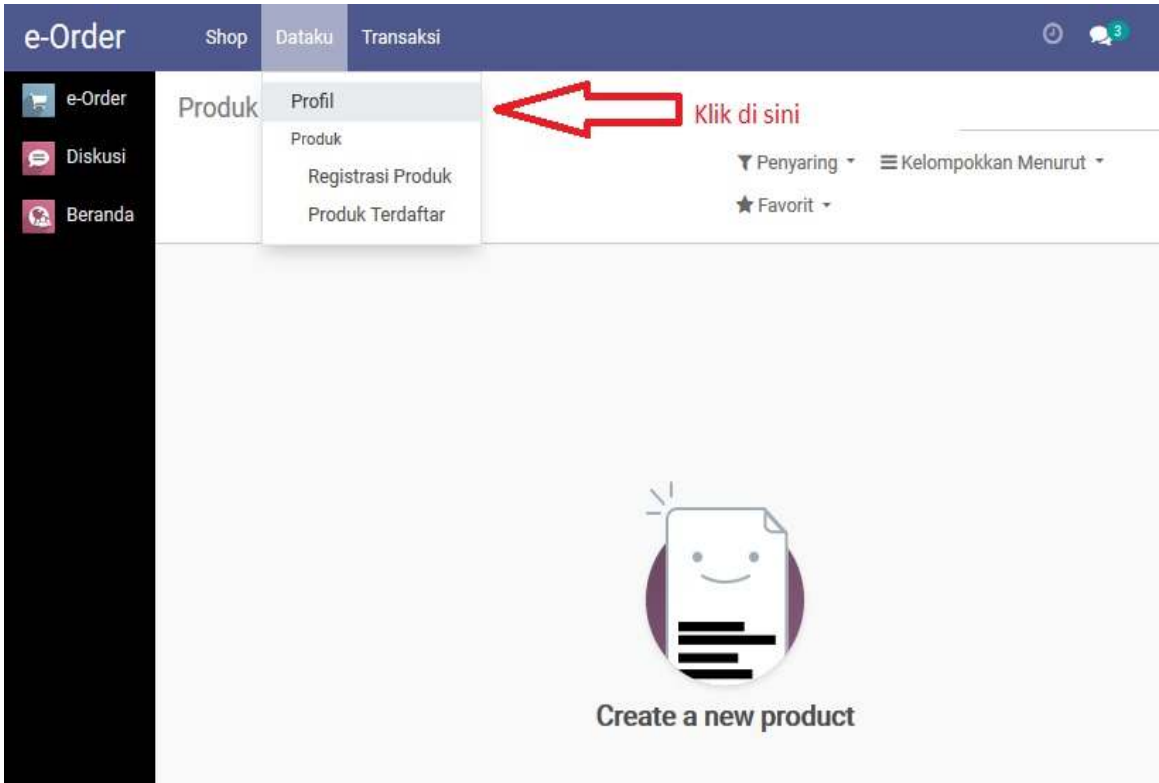 e-Order Shop Dataku Transaksi 3
e-Order
Diskusi
Beranda
Produk
Profil
Produk
Registrasi Produk
Produk Terdaftar
Klik di sini
Penyaring Kelompokkan Menurut
Favorit
Create a new product